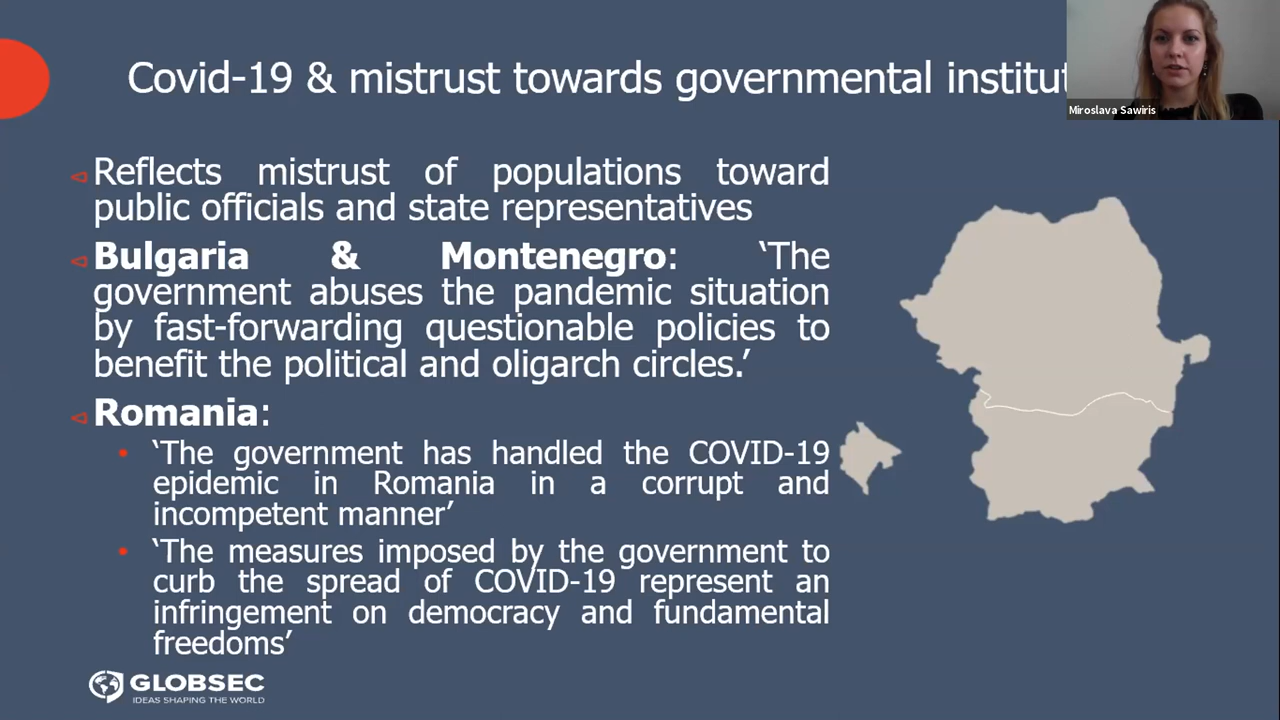 Covid-19 & mistrust towards governmental institut
Miroslava Sawiris
Reflects mistrust of populations toward
public officials and state representatives
Bulgaria & Montenegro: ‘The
government abuses the pandemic situation
by fast-forwarding questionable policies to
benefit the political and oligarch circles.’
Romania:
‘The government has handled the COVID-19
epidemic in Romania in a corrupt and
incompetent manner’
‘The measures imposed by the government to
curb the spread of COVID-19 represent an
infringement on democracy and fundamental
freedoms’
GLOBSEC
IDEAS SHAPING THE WORLD